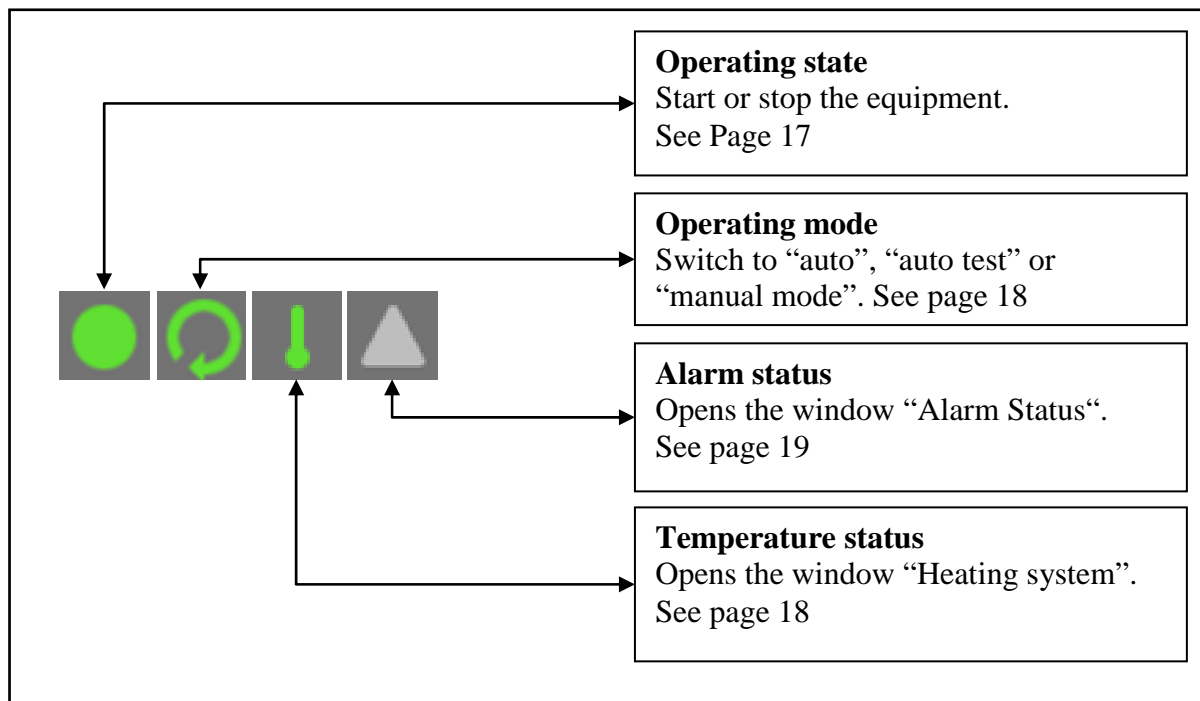 Operating state
Start or stop the equipment.
See Page 17
Operating mode
Switch to “auto”, “auto test” or
“manual mode”. See page 18
Alarm status
Opens the window “Alarm Status“.
See page 19
Temperature status
Opens the window “Heating system”.
See page 18